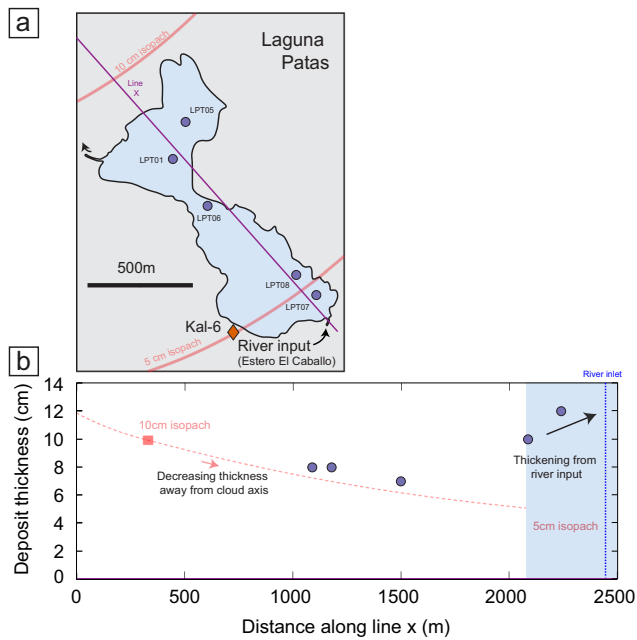 a
Laguna
Patas
10 cm isopach
Line
X
LPT05
LPT01
LPT06
500m
LPT08
LPT07
Kal-6
5 cm isopach
River input
(Estero El Caballo)
b
River inlet
Deposit thickness (cm)
14
12
10
8
6
4
2
0
10cm isopach
Decreasing thickness
away from cloud axis
Thickening from
river input
5cm isopach
0
500
1000
1500
2000
2500
Distance along line x (m)